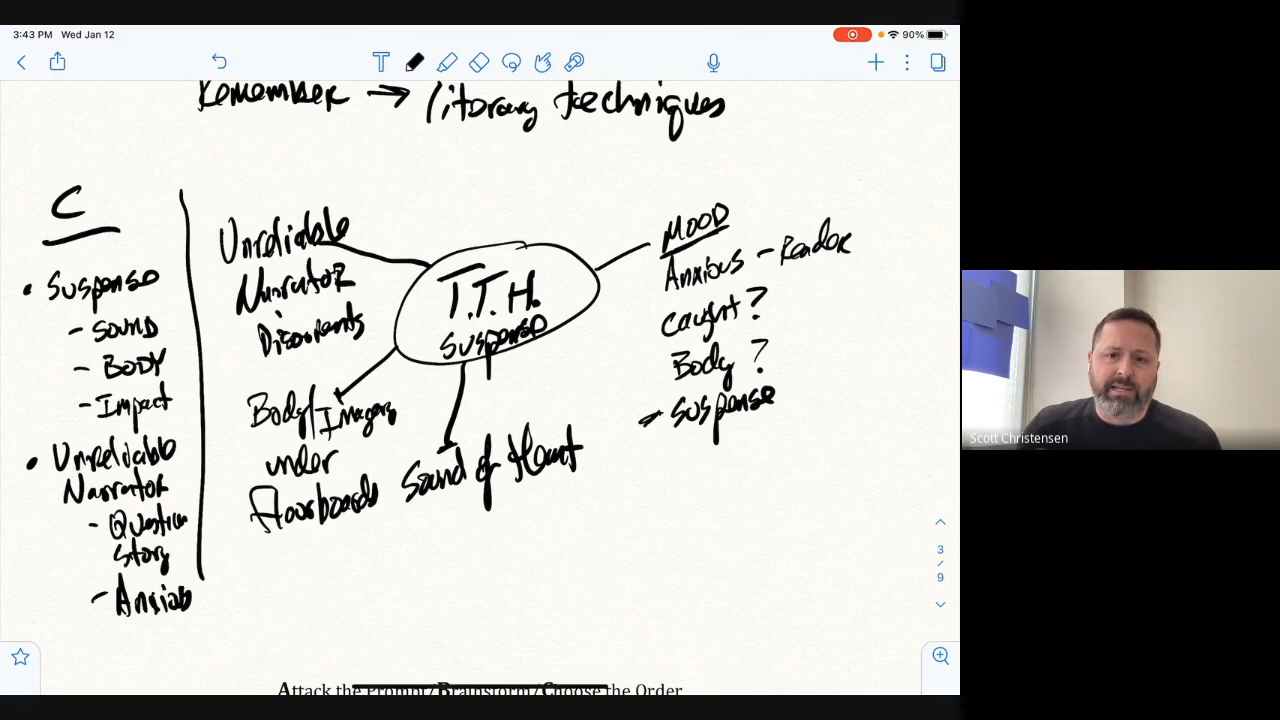 3:43 PM Wed Jan 12
90%
Remember → literary techniques
C
• Suspense
- Sound
- Body
- Impact
• Unreliable
Narrator
- Question
Story
- Anxiob
Unreliable
Narrator
Disorients
T.T.H.
Suspense
Body/Imagery
under
Floorboards
Sound of Heart
MOOD
Anxious - Reader
Caught?
Body?
→ Suspense
3
/
9
Scott Christensen
Attack the Prompt/Brainstorm/Choose the Order